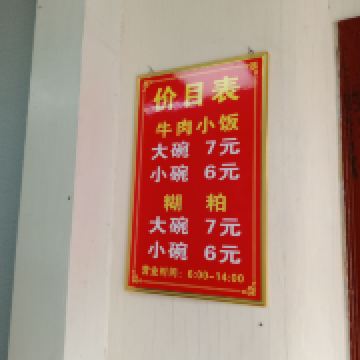 价目表
牛肉小饭
大碗 7元
小碗 6元
糊 粕
大碗 7元
小碗 6元
营业时间：6:00-14:00